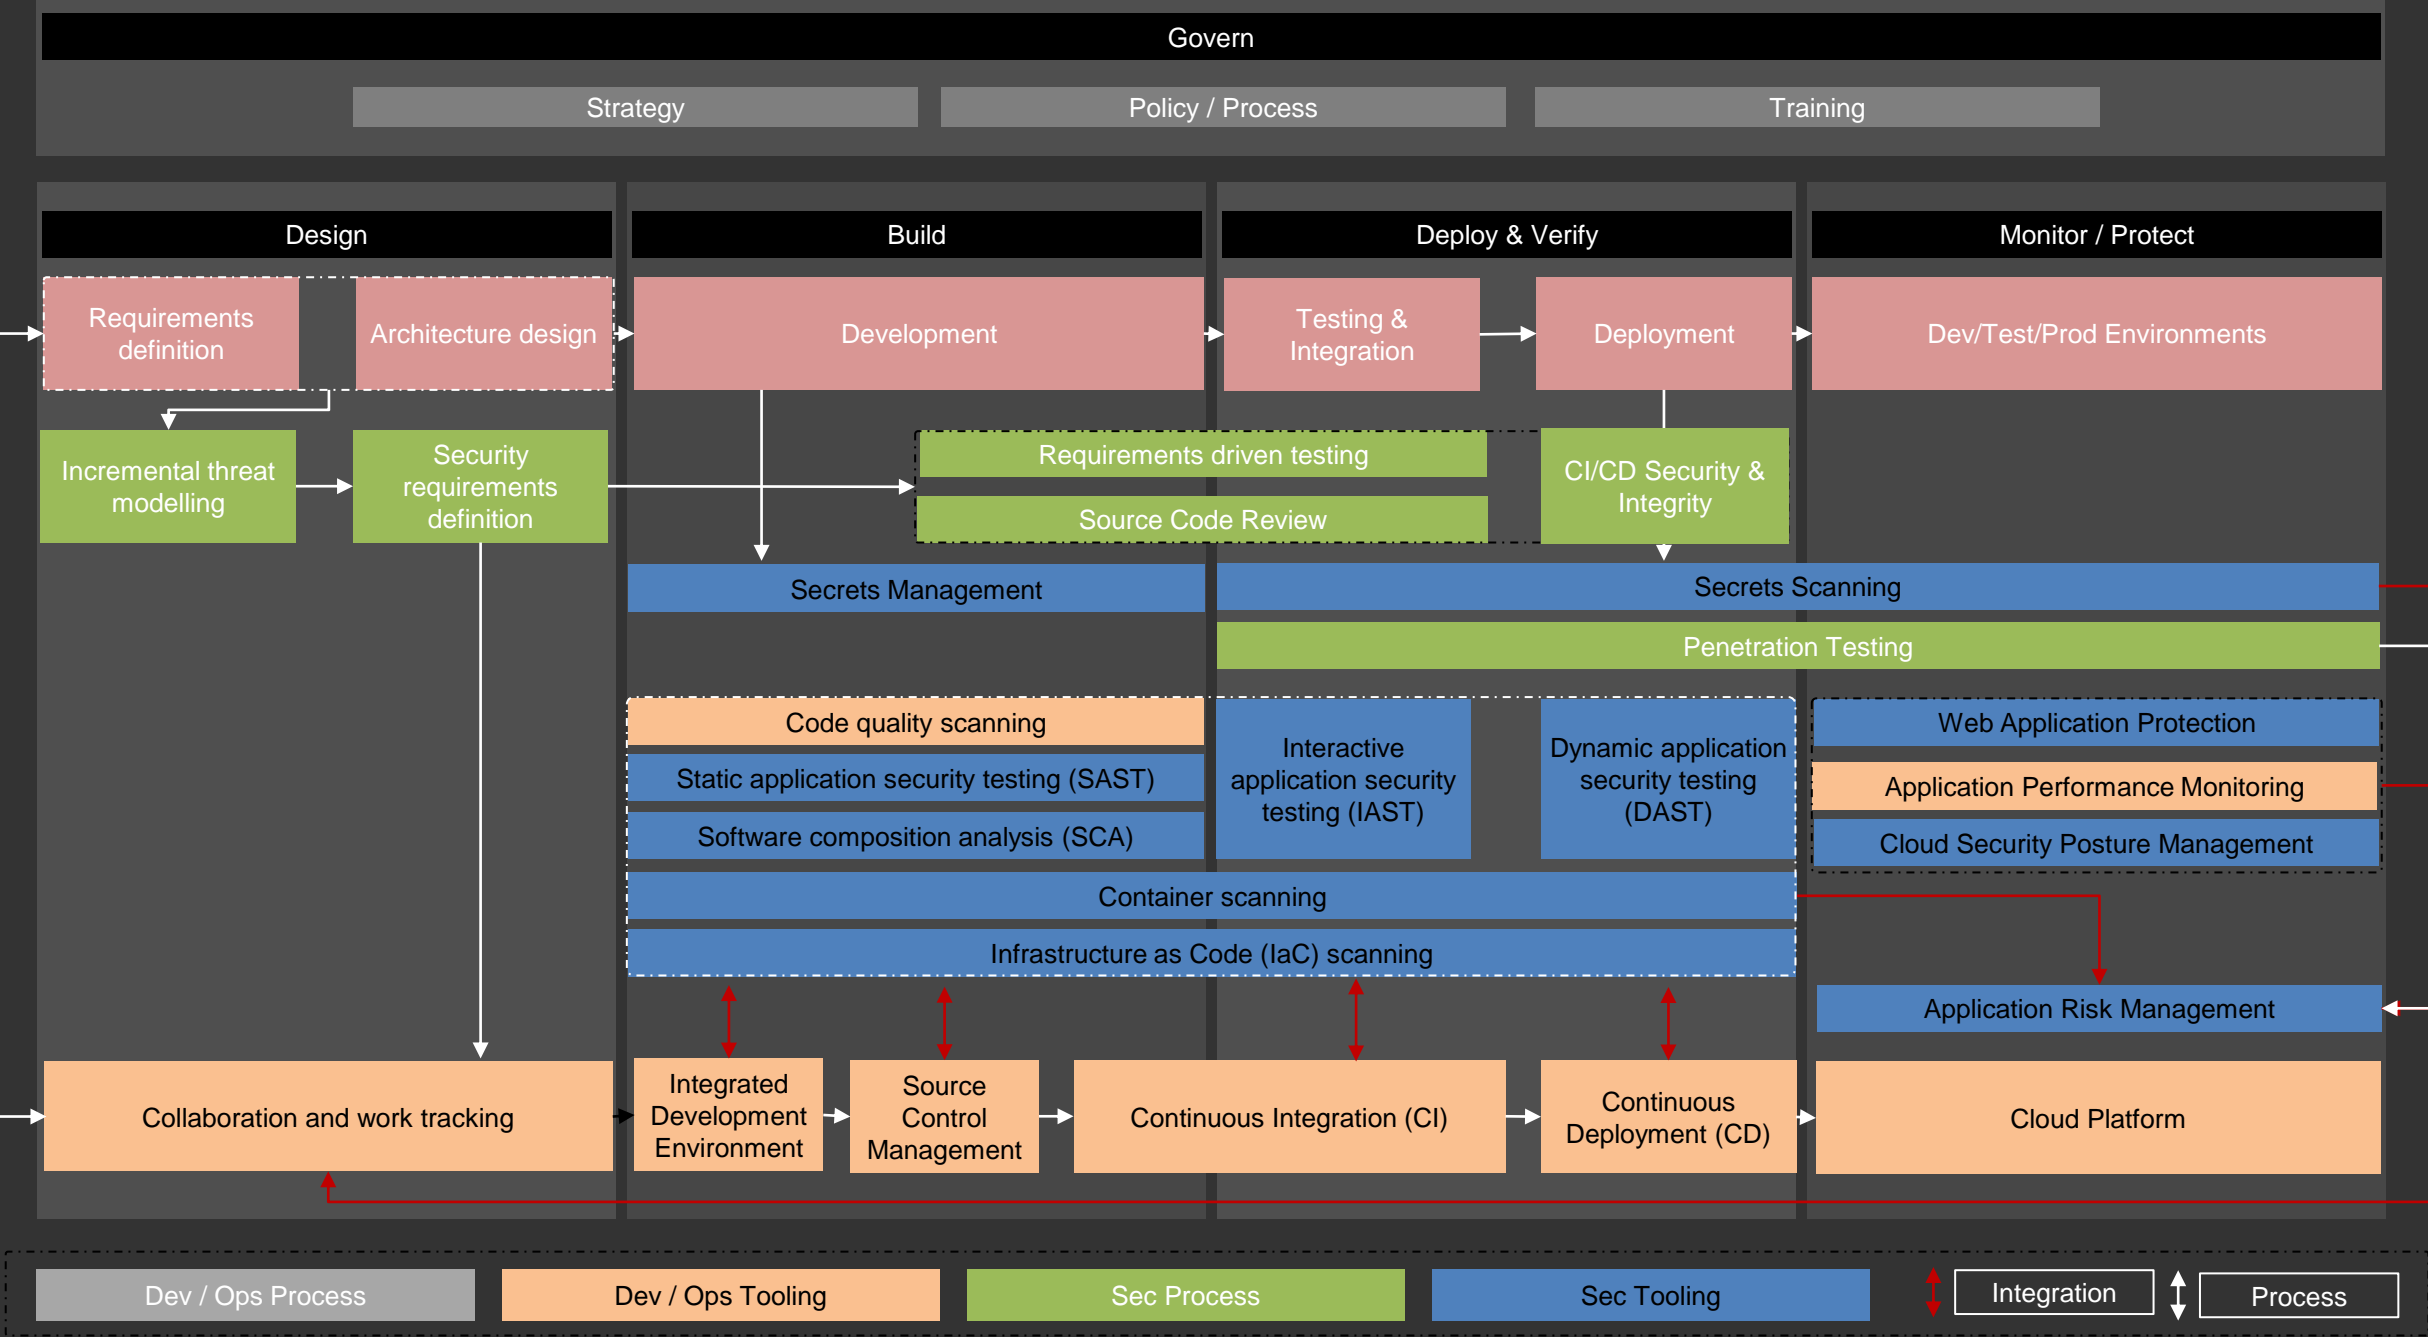 Govern
Strategy
Policy / Process
Training
Design
Build
Deploy & Verify
Monitor / Protect
Requirements
definition
Architecture design
Development
Testing &
Integration
Deployment
Dev/Test/Prod Environments
Incremental threat
modelling
Security
requirements
definition
Requirements driven testing
Source Code Review
CI/CD Security &
Integrity
Secrets Management
Secrets Scanning
Penetration Testing
Code quality scanning
Static application security testing (SAST)
Software composition analysis (SCA)
Interactive
application security
testing (IAST)
Dynamic application
security testing
(DAST)
Container scanning
Infrastructure as Code (IaC) scanning
Web Application Protection
Application Performance Monitoring
Cloud Security Posture Management
Application Risk Management
Collaboration and work tracking
Integrated
Development
Environment
Source
Control
Management
Continuous Integration (CI)
Continuous
Deployment (CD)
Cloud Platform
Dev / Ops Process
Dev / Ops Tooling
Sec Process
Sec Tooling
Integration
Process